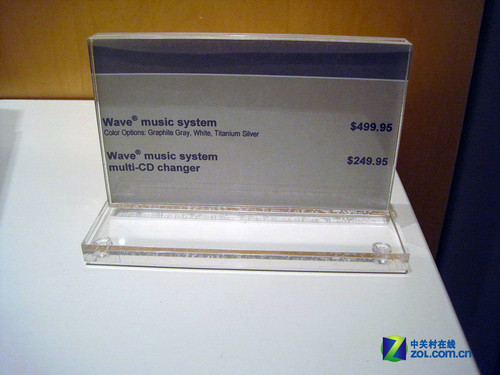 Wave® music system $499.95
Color Options: Graphite Gray, White, Titanium Silver
Wave® music system $249.95
multi-CD changer
中关村在线
ZOL.COM.CN